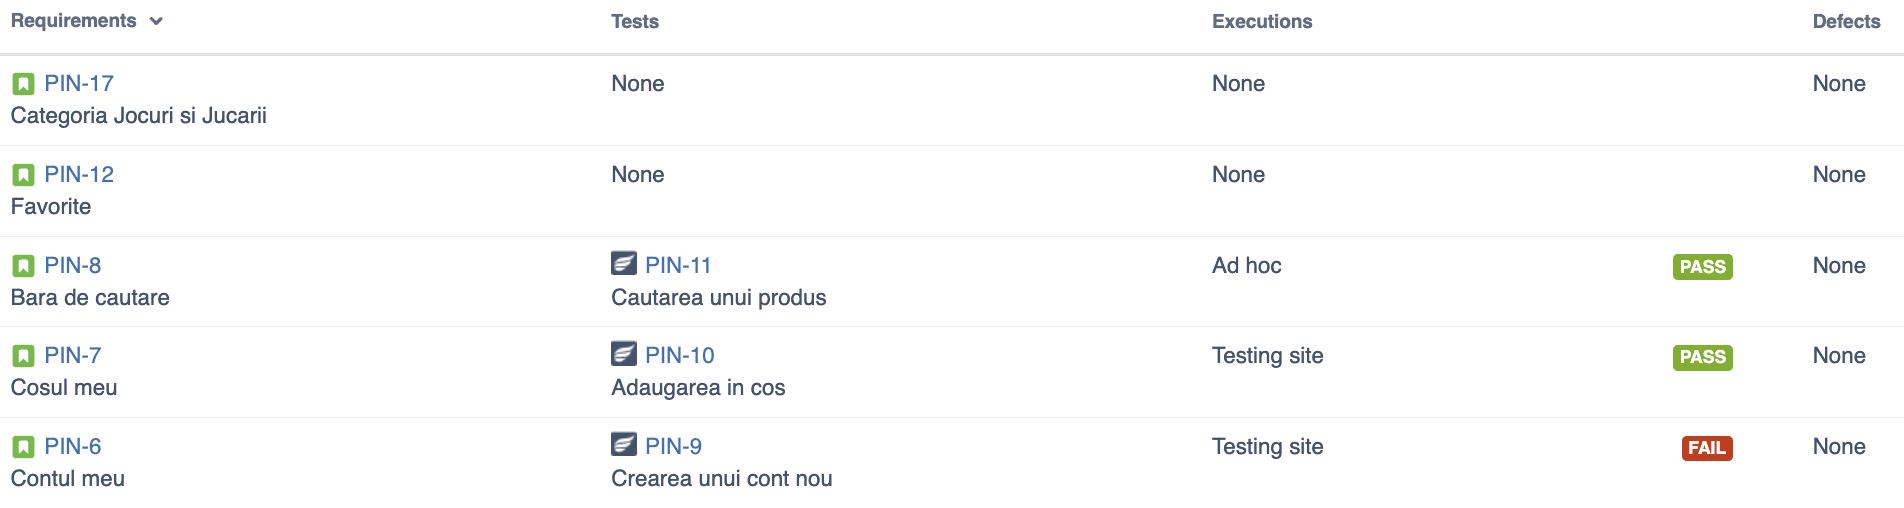 Requirements Tests Executions Defects
PIN-17 None None None
Categoria Jocuri si Jucarii
PIN-12 None None None
Favorite
PIN-8 PIN-11 Ad hoc PASS None
Bara de cautare Cautarea unui produs
PIN-7 PIN-10 Testing site PASS None
Cosul meu Adaugarea in cos
PIN-6 PIN-9 Testing site FAIL None
Contul meu Crearea unui cont nou